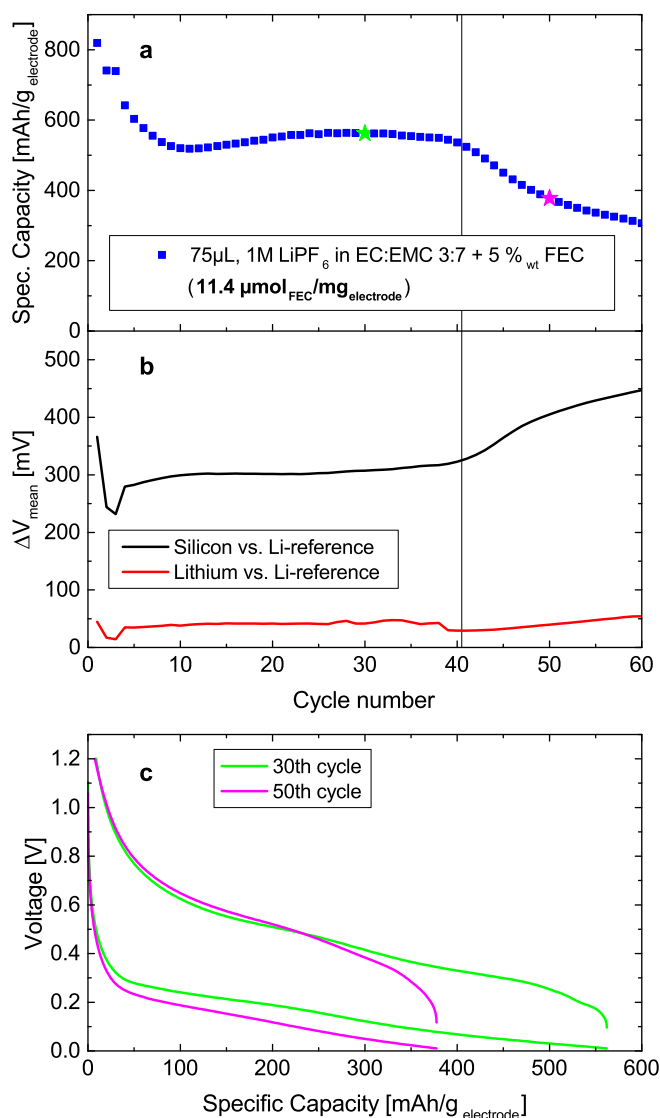 a
800
600
400
200
0
Spec. Capacity [mAh/g electrode]
75µL, 1M LiPF6 in EC:EMC 3:7 + 5 %wt FEC
(11.4 µmolFEC/mgelectrode)
b
500
400
300
200
100
0
ΔVmean [mV]
Silicon vs. Li-reference
Lithium vs. Li-reference
0 10 20 30 40 50 60
Cycle number
c
30th cycle
50th cycle
1.2
1.0
0.8
0.6
0.4
0.2
0.0
Voltage [V]
0 100 200 300 400 500 600
Specific Capacity [mAh/g electrode]